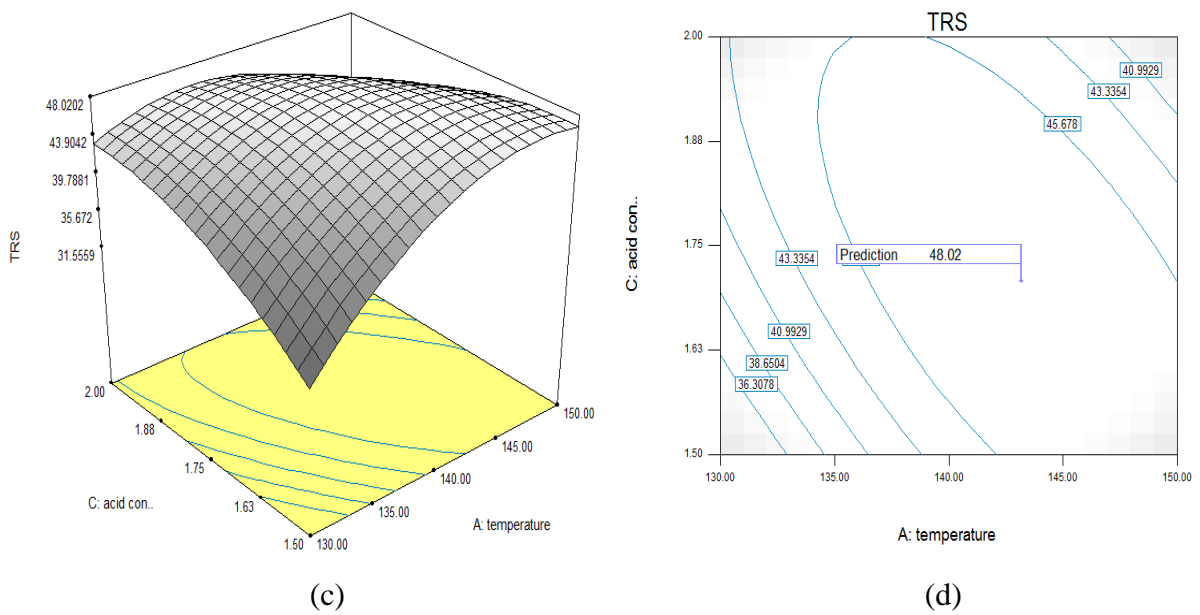 48.0202
43.9042
39.7881
35.672
31.5559
TRS
2.00
1.88
1.75
1.63
1.50
C: acid con..
130.00
135.00
140.00
145.00
150.00
A: temperature
(c)
TRS
2.00
1.88
1.75
1.63
1.50
C: acid con..
40.9929
43.3354
45.678
Prediction 48.02
43.3354
40.9929
38.6504
36.3078
130.00 135.00 140.00 145.00 150.00
A: temperature
(d)